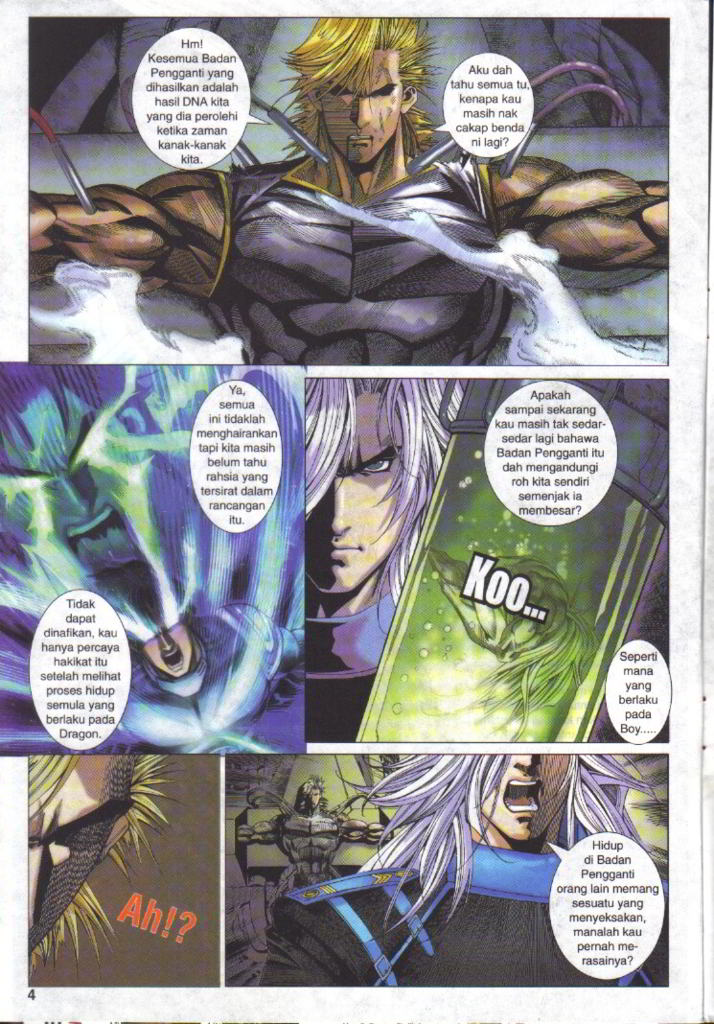 Hm!
Kesemua Badan
Pengganti yang
dihasilkan adalah
hasil DNA kita
yang dia perolehi
ketika zaman
kanak-kanak
kita.
Aku dah
tahu semua tu,
kenapa kau
masih nak
cakap benda
ni lagi?
Ya,
semua
ini tidaklah
menghairankan
tapi kita masih
belum tahu
rahsia yang
tersirat dalam
rancangan
itu.
Tidak
dapat
dinafikan, kau
hanya percaya
hakikat itu
setelah melihat
proses hidup
semula yang
berlaku pada
Dragon.
Apakah
sampai sekarang
kau masih tak sedar-
sedar lagi bahawa
Badan Pengganti itu
dah mengandungi
roh kita sendiri
semenjak ia
membesar?
KOO...
Seperti
mana
yang
berlaku
pada
Boy.....
Ah!?
Hidup
di Badan
Pengganti
orang lain memang
sesuatu yang
menyeksakan,
manalah kau
pernah me-
rasainya?
4